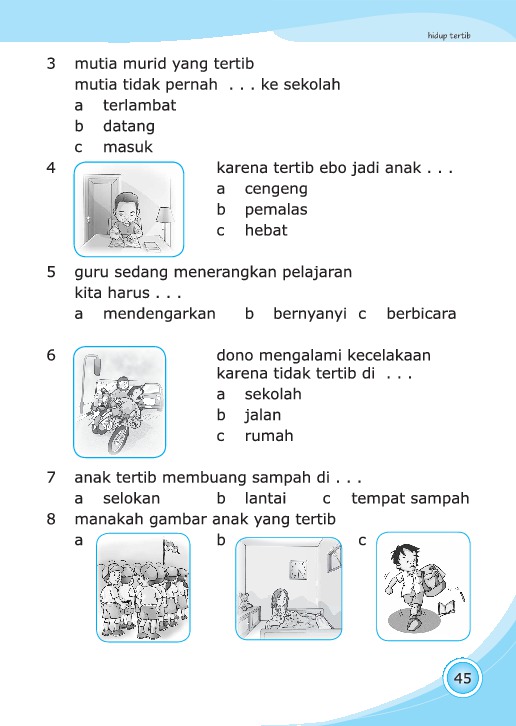 hidup tertib
3 mutia murid yang tertib
mutia tidak pernah . . . ke sekolah
a terlambat
b datang
c masuk
4 karena tertib ebo jadi anak . . .
a cengeng
b pemalas
c hebat
5 guru sedang menerangkan pelajaran
kita harus . . .
a mendengarkan b bernyanyi c berbicara
6 dono mengalami kecelakaan
karena tidak tertib di . . .
a sekolah
b jalan
c rumah
7 anak tertib membuang sampah di . . .
a selokan b lantai c tempat sampah
8 manakah gambar anak yang tertib
a b c
45